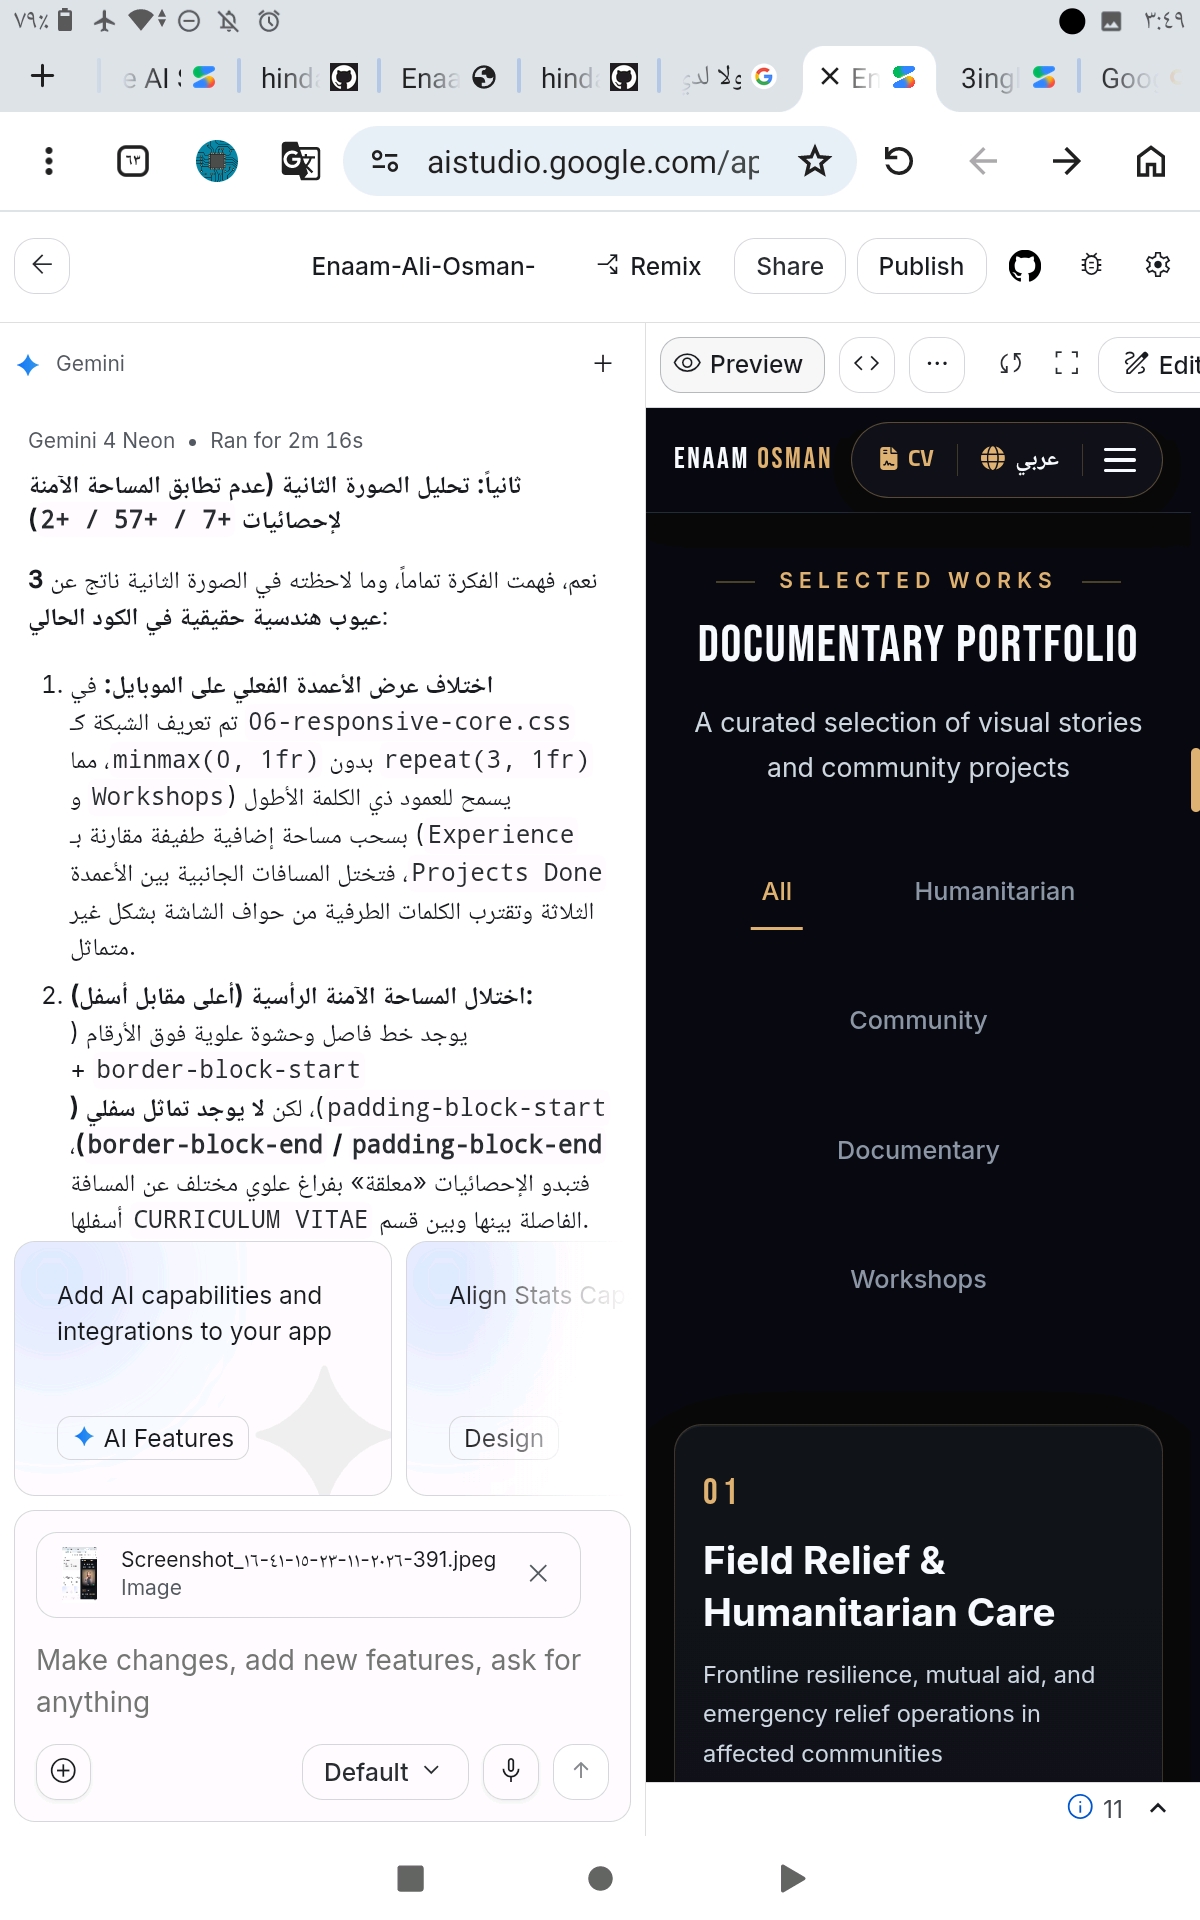 ٧٩٪
٣:٤٩
e AI
hind
Enaa
hind
ولا لدي
En
3ing
Goo
٦٣
aistudio.google.com/ap
Enaam-Ali-Osman-
Remix
Share
Publish
Gemini
Gemini 4 Neon • Ran for 2m 16s
ثانياً: تحليل الصورة الثانية (عدم تطابق المساحة الآمنة
لإحصائيات +7 / +57 / +2)
نعم، فهمت الفكرة تماماً، وما لاحظته في الصورة الثانية ناتج عن 3
عيوب هندسية حقيقية في الكود الحالي:
1. اختلاف عرض الأعمدة الفعلي على الموبايل: في
06-responsive-core.css تم تعريف الشبكة كـ
repeat(3, 1fr) بدون minmax(0, 1fr)، مما
يسمح للعمود ذي الكلمة الأطول (Workshops و
Experience) بسحب مساحة إضافية طفيفة مقارنة بـ
Projects Done، فتختل المسافات الجانبية بين الأعمدة
الثلاثة وتقترب الكلمات الطرفية من حواف الشاشة بشكل غير
متماثل.
2. اختلال المساحة الآمنة الرأسية (أعلى مقابل أسفل):
يوجد خط فاصل وحشوة علوية فوق الأرقام (
border-block-start +
padding-block-start)، لكن لا يوجد تماثل سفلي (
border-block-end / padding-block-end)،
فتبدو الإحصائيات «معلقة» بفراغ علوي مختلف عن المسافة
الفاصلة بينها وبين قسم CURRICULUM VITAE أسفلها.
Add AI capabilities and
integrations to your app
AI Features
Align Stats Cap
Design
Screenshot_١٦-٤١-١٥-٢٣-١١-٢٠٢٦-391.jpeg
Image
Make changes, add new features, ask for
anything
Default
Preview
Edit
ENAAM OSMAN
CV
عربي
SELECTED WORKS
DOCUMENTARY PORTFOLIO
A curated selection of visual stories
and community projects
All
Humanitarian
Community
Documentary
Workshops
01
Field Relief &
Humanitarian Care
Frontline resilience, mutual aid, and
emergency relief operations in
affected communities
11